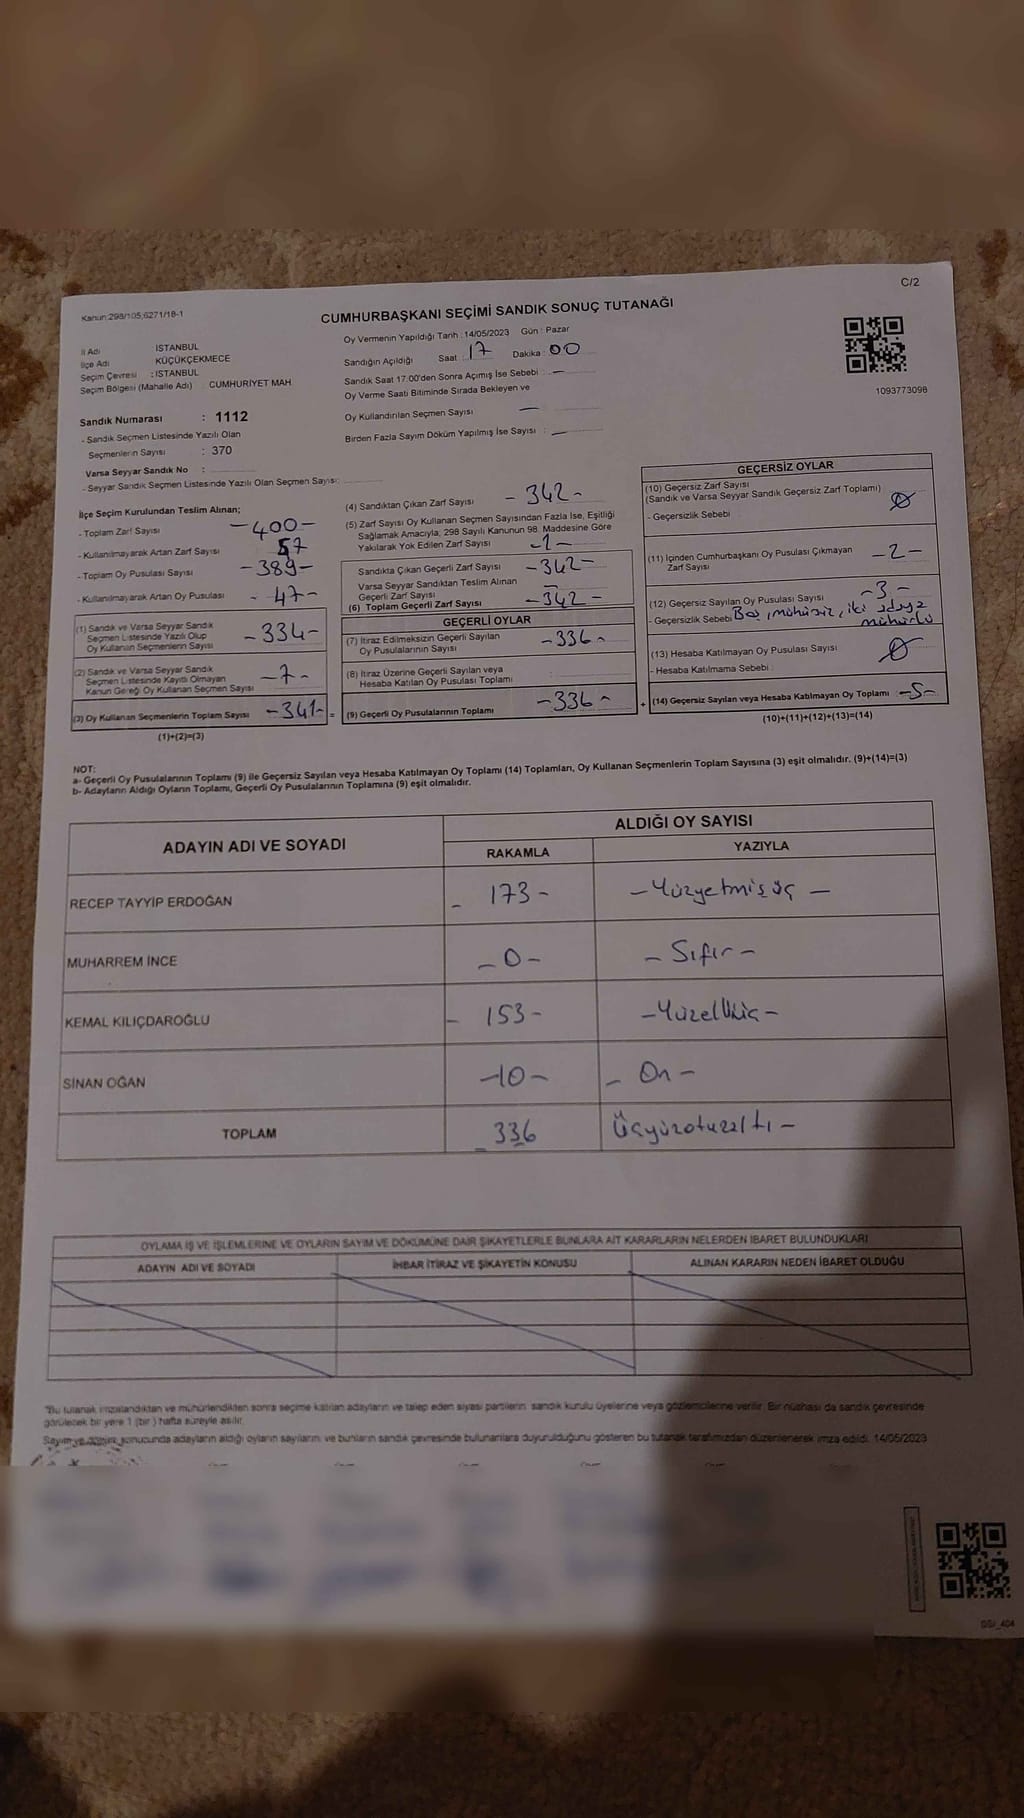 C/2
Kanun:298/105;6271/18-1
CUMHURBAŞKANI SEÇİMİ SANDIK SONUÇ TUTANAĞI
İl Adı İSTANBUL
İlçe Adı KÜÇÜKÇEKMECE
Seçim Çevresi : İSTANBUL
Seçim Bölgesi (Mahalle Adı) : CUMHURİYET MAH.
Sandık Numarası : 1112
- Sandık Seçmen Listesinde Yazılı Olan
Seçmenlerin Sayısı : 370
Varsa Seyyar Sandık No :
- Seyyar Sandık Seçmen Listesinde Yazılı Olan Seçmen Sayısı:
Oy Vermenin Yapıldığı Tarih : 14/05/2023 Gün : Pazar
Sandığın Açıldığı Saat : 17 Dakika : 00
Sandık Saat 17:00'den Sonra Açılmış İse Sebebi : -
Oy Verme Saati Bitiminde Sırada Bekleyen ve
Oy Kullandırılan Seçmen Sayısı -
Birden Fazla Sayım Döküm Yapılmış İse Sayısı : -
1093773098
İlçe Seçim Kurulundan Teslim Alınan;
- Toplam Zarf Sayısı -400-
- Kullanılmayarak Artan Zarf Sayısı 57
- Toplam Oy Pusulası Sayısı -389-
- Kullanılmayarak Artan Oy Pusulası - 47-
(1) Sandık ve Varsa Seyyar Sandık
Seçmen Listesinde Yazılı Olup
Oy Kullanan Seçmenlerin Sayısı -334-
(2) Sandık ve Varsa Seyyar Sandık
Seçmen Listesinde Kayıtlı Olmayan
Kanun Gereği Oy Kullanan Seçmen Sayısı -7-
(3) Oy Kullanan Seçmenlerin Toplam Sayısı -341- =
(1)+(2)=(3)
(4) Sandıktan Çıkan Zarf Sayısı - 342-
(5) Zarf Sayısı Oy Kullanan Seçmen Sayısından Fazla İse, Eşitliği
Sağlamak Amacıyla, 298 Sayılı Kanunun 98. Maddesine Göre
Yakılarak Yok Edilen Zarf Sayısı -1-
Sandıkta Çıkan Geçerli Zarf Sayısı -342-
Varsa Seyyar Sandıktan Teslim Alınan
Geçerli Zarf Sayısı -
(6) Toplam Geçerli Zarf Sayısı -342-
GEÇERLİ OYLAR
(7) İtiraz Edilmeksizin Geçerli Sayılan
Oy Pusulalarının Sayısı -336-
(8) İtiraz Üzerine Geçerli Sayılan veya
Hesaba Katılan Oy Pusulası Toplamı :
(9) Geçerli Oy Pusulalarının Toplamı -336- +
GEÇERSİZ OYLAR
(10) Geçersiz Zarf Sayısı
(Sandık ve Varsa Seyyar Sandık Geçersiz Zarf Toplamı) Ø
- Geçersizlik Sebebi
(11) İçinden Cumhurbaşkanı Oy Pusulası Çıkmayan
Zarf Sayısı -2-
(12) Geçersiz Sayılan Oy Pusulası Sayısı -3-
- Geçersizlik Sebebi Boş, mühürsüz, iki adaya
mühürlü
(13) Hesaba Katılmayan Oy Pusulası Sayısı Ø
- Hesaba Katılmama Sebebi :
(14) Geçersiz Sayılan veya Hesaba Katılmayan Oy Toplamı -5-
(10)+(11)+(12)+(13)=(14)
NOT:
a- Geçerli Oy Pusulalarının Toplamı (9) ile Geçersiz Sayılan veya Hesaba Katılmayan Oy Toplamı (14) Toplamları, Oy Kullanan Seçmenlerin Toplam Sayısına (3) eşit olmalıdır. (9)+(14)=(3)
b- Adayların Aldığı Oyların Toplamı, Geçerli Oy Pusulalarının Toplamına (9) eşit olmalıdır.
ADAYIN ADI VE SOYADI ALDIĞI OY SAYISI
RAKAMLA YAZIYLA
RECEP TAYYİP ERDOĞAN - 173 - - Yüzyetmişüç -
MUHARREM İNCE - 0 - - Sıfır -
KEMAL KILIÇDAROĞLU - 153 - - Yüzelliüç -
SİNAN OĞAN -10- - On -
TOPLAM 336 Üçyüzotuzaltı -
OYLAMA İŞ VE İŞLEMLERİNE VE OYLARIN SAYIM VE DÖKÜMÜNE DAİR ŞİKAYETLERLE BUNLARA AİT KARARLARIN NELERDEN İBARET BULUNDUKLARI
ADAYIN ADI VE SOYADI İHBAR İTİRAZ VE ŞİKAYETİN KONUSU ALINAN KARARIN NEDEN İBARET OLDUĞU
"Bu tutanak imzalandıktan ve mühürlendikten sonra seçime katılan adayların ve talep eden siyasi partilerin sandık kurulu üyelerine veya gözlemcilerine verilir. Bir nüshası da sandık çevresinde
görülecek bir yere 1 (bir) hafta süreyle asılır.
Sayım ve döküm sonucunda adayların aldığı oyların sayılarını ve bunların sandık çevresinde bulunanlara duyurulduğunu gösteren bu tutanak tarafımızdan düzenlenerek imza edildi. 14/05/2023